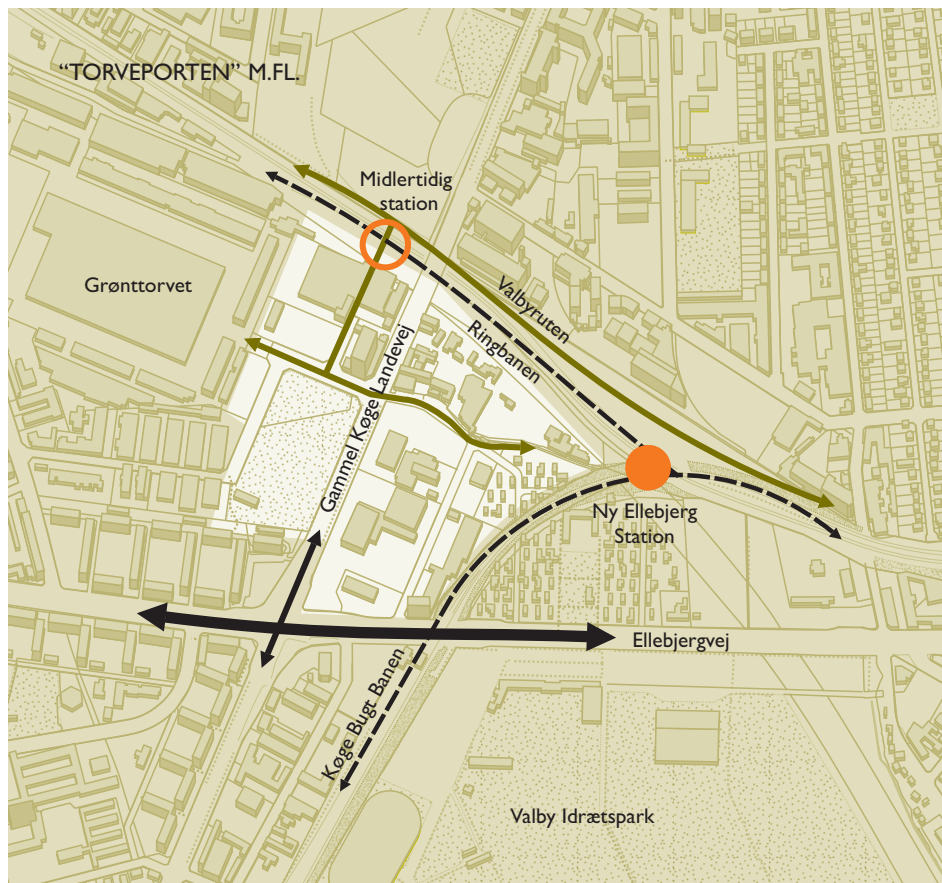 “TORVEPORTEN” M.FL.
Midlertidig
station
Grønttorvet
Valbyruten
Ringbanen
Gammel Køge Landevej
Ny Ellebjerg
Station
Ellebjergvej
Køge Bugt Banen
Valby Idrætspark